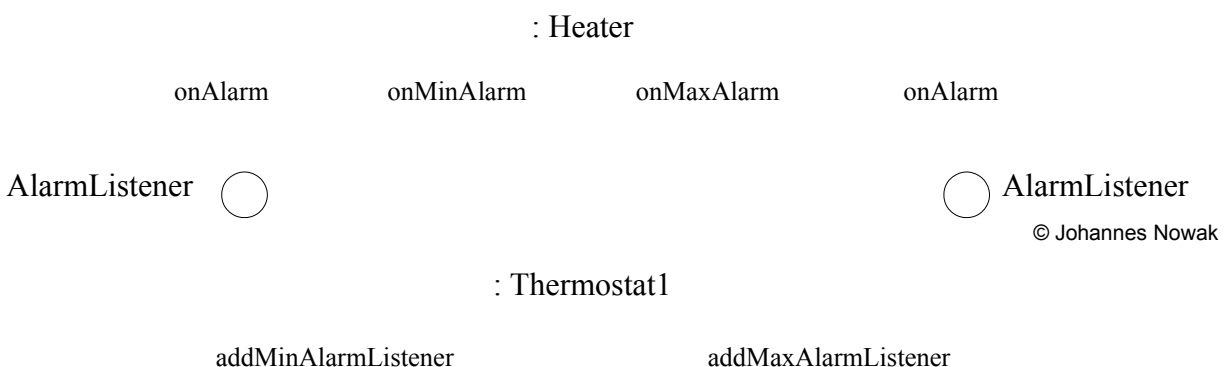 : Heater
onAlarm onMinAlarm onMaxAlarm onAlarm
AlarmListener AlarmListener
© Johannes Nowak
: Thermostat1
addMinAlarmListener addMaxAlarmListener